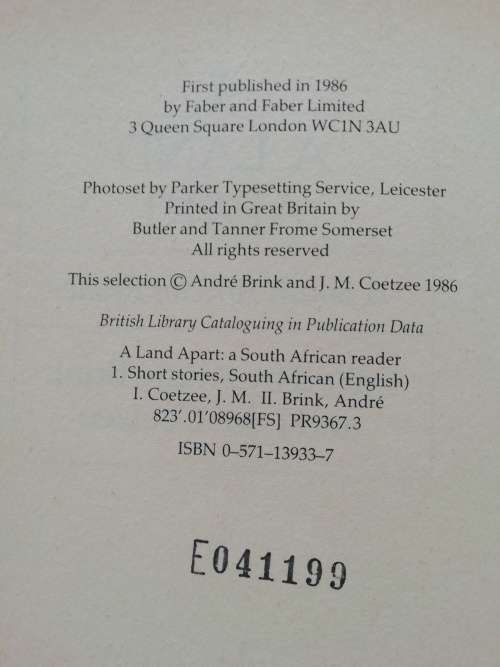 First published in 1986
by Faber and Faber Limited
3 Queen Square London WC1N 3AU
Photoset by Parker Typesetting Service, Leicester
Printed in Great Britain by
Butler and Tanner Frome Somerset
All rights reserved
This selection © André Brink and J. M. Coetzee 1986
British Library Cataloguing in Publication Data
A Land Apart: a South African reader
1. Short stories, South African (English)
I. Coetzee, J. M. II. Brink, André
823'.01'08968[FS] PR9367.3
ISBN 0–571–13933–7
E041199